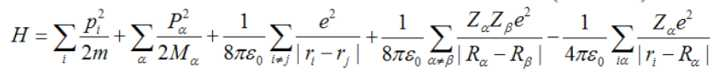 H = \sum_{i} \frac{p_i^2}{2m} + \sum_{\alpha} \frac{P_\alpha^2}{2M_\alpha} + \frac{1}{8\pi\varepsilon_0} \sum_{i \neq j} \frac{e^2}{|r_i - r_j|} + \frac{1}{8\pi\varepsilon_0} \sum_{\alpha \neq \beta} \frac{Z_\alpha Z_\beta e^2}{|R_\alpha - R_\beta|} - \frac{1}{4\pi\varepsilon_0} \sum_{i\alpha} \frac{Z_\alpha e^2}{|r_i - R_\alpha|}